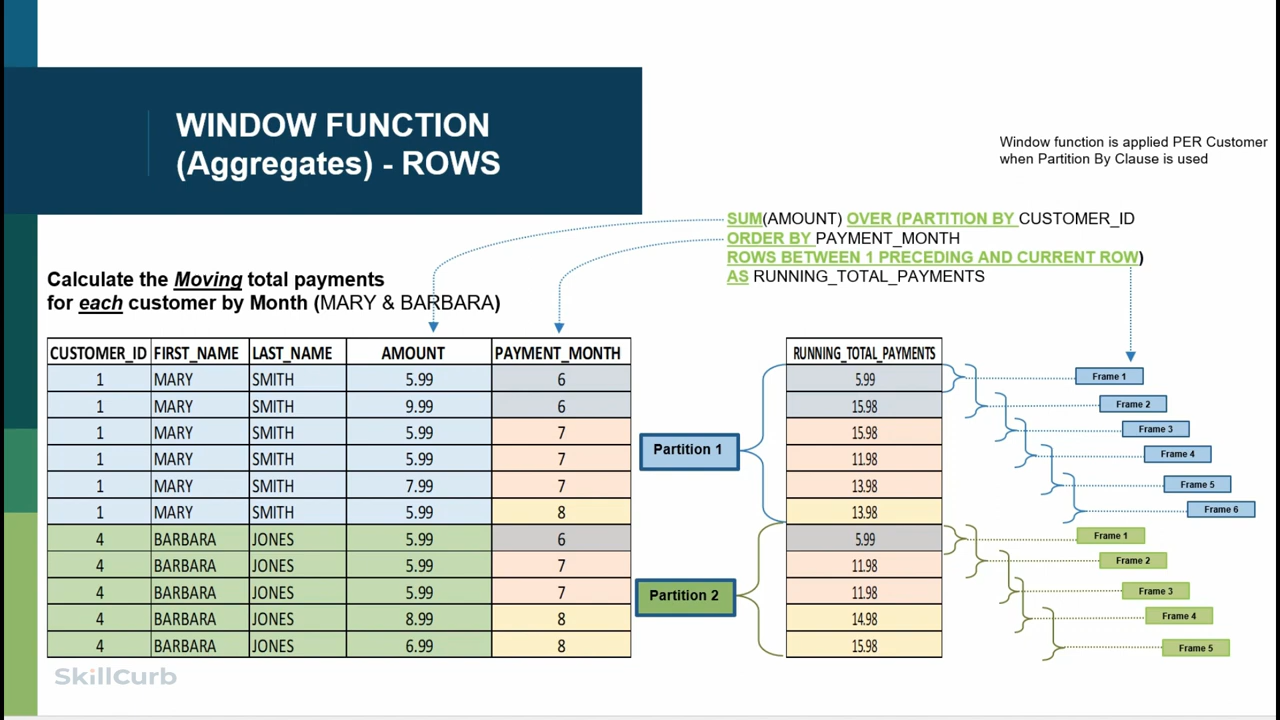 WINDOW FUNCTION
(Aggregates) - ROWS
Window function is applied PER Customer
when Partition By Clause is used
SUM(AMOUNT) OVER (PARTITION BY CUSTOMER_ID
ORDER BY PAYMENT_MONTH
ROWS BETWEEN 1 PRECEDING AND CURRENT ROW)
AS RUNNING_TOTAL_PAYMENTS
Calculate the Moving total payments
for each customer by Month (MARY & BARBARA)
CUSTOMER_ID FIRST_NAME LAST_NAME AMOUNT PAYMENT_MONTH
1 MARY SMITH 5.99 6
1 MARY SMITH 9.99 6
1 MARY SMITH 5.99 7
1 MARY SMITH 5.99 7
1 MARY SMITH 7.99 7
1 MARY SMITH 5.99 8
4 BARBARA JONES 5.99 6
4 BARBARA JONES 5.99 7
4 BARBARA JONES 5.99 7
4 BARBARA JONES 8.99 8
4 BARBARA JONES 6.99 8
Partition 1
Partition 2
RUNNING_TOTAL_PAYMENTS
5.99
15.98
15.98
11.98
13.98
13.98
5.99
11.98
11.98
14.98
15.98
Frame 1
Frame 2
Frame 3
Frame 4
Frame 5
Frame 6
Frame 1
Frame 2
Frame 3
Frame 4
Frame 5
SkillCurb